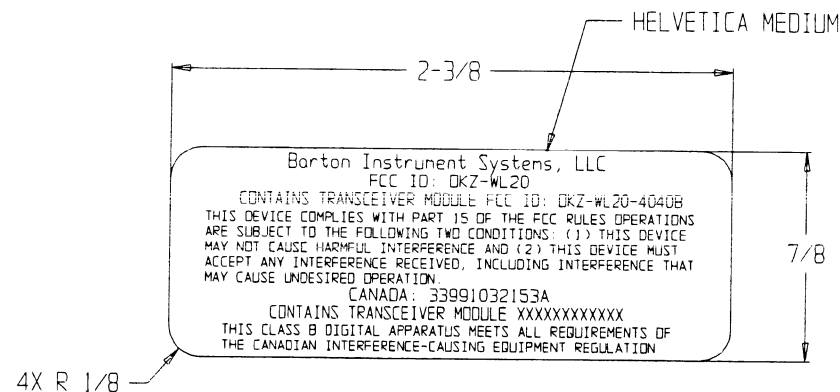 HELVETICA MEDIUM
2-3/8
Barton Instrument Systems, LLC
FCC ID: OKZ-WL20
CONTAINS TRANSCEIVER MODULE FCC ID: OKZ-WL20-4040B
THIS DEVICE COMPLIES WITH PART 15 OF THE FCC RULES OPERATIONS
ARE SUBJECT TO THE FOLLOWING TWO CONDITIONS: (1) THIS DEVICE
MAY NOT CAUSE HARMFUL INTERFERENCE AND (2) THIS DEVICE MUST
ACCEPT ANY INTERFERENCE RECEIVED, INCLUDING INTERFERENCE THAT
MAY CAUSE UNDESIRED OPERATION.
CANADA: 33991032153A
CONTAINS TRANSCEIVER MODULE XXXXXXXXXXXX
THIS CLASS B DIGITAL APPARATUS MEETS ALL REQUIREMENTS OF
THE CANADIAN INTERFERENCE-CAUSING EQUIPMENT REGULATION
7/8
4X R 1/8